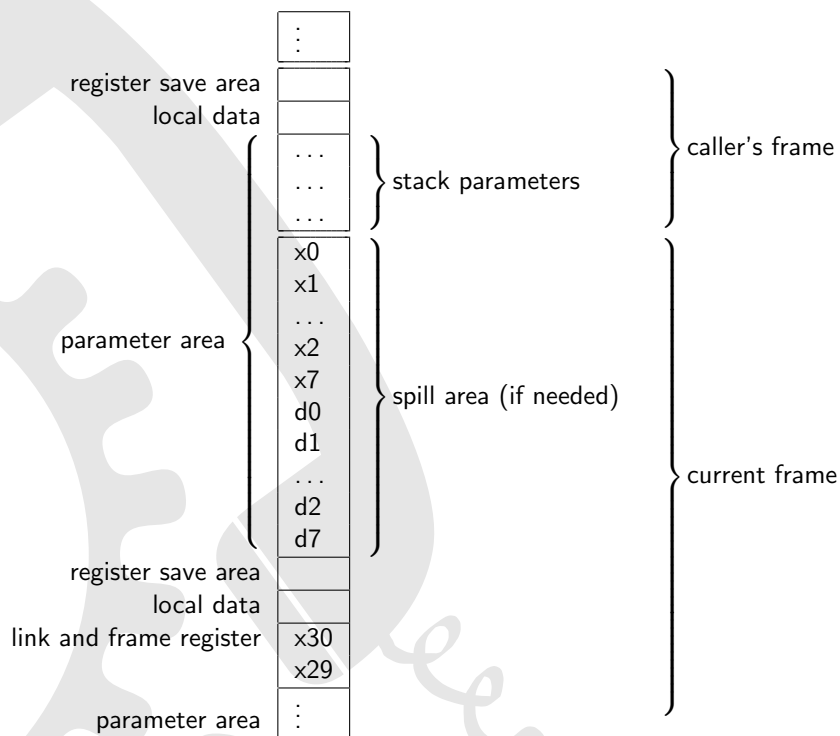 ⋮
register save area
local data
. . .
caller's frame
. . .
stack parameters
. . .
x0
x1
. . .
parameter area
x2
x7
spill area (if needed)
d0
d1
. . .
current frame
d2
d7
register save area
local data
link and frame register x30
x29
parameter area ⋮